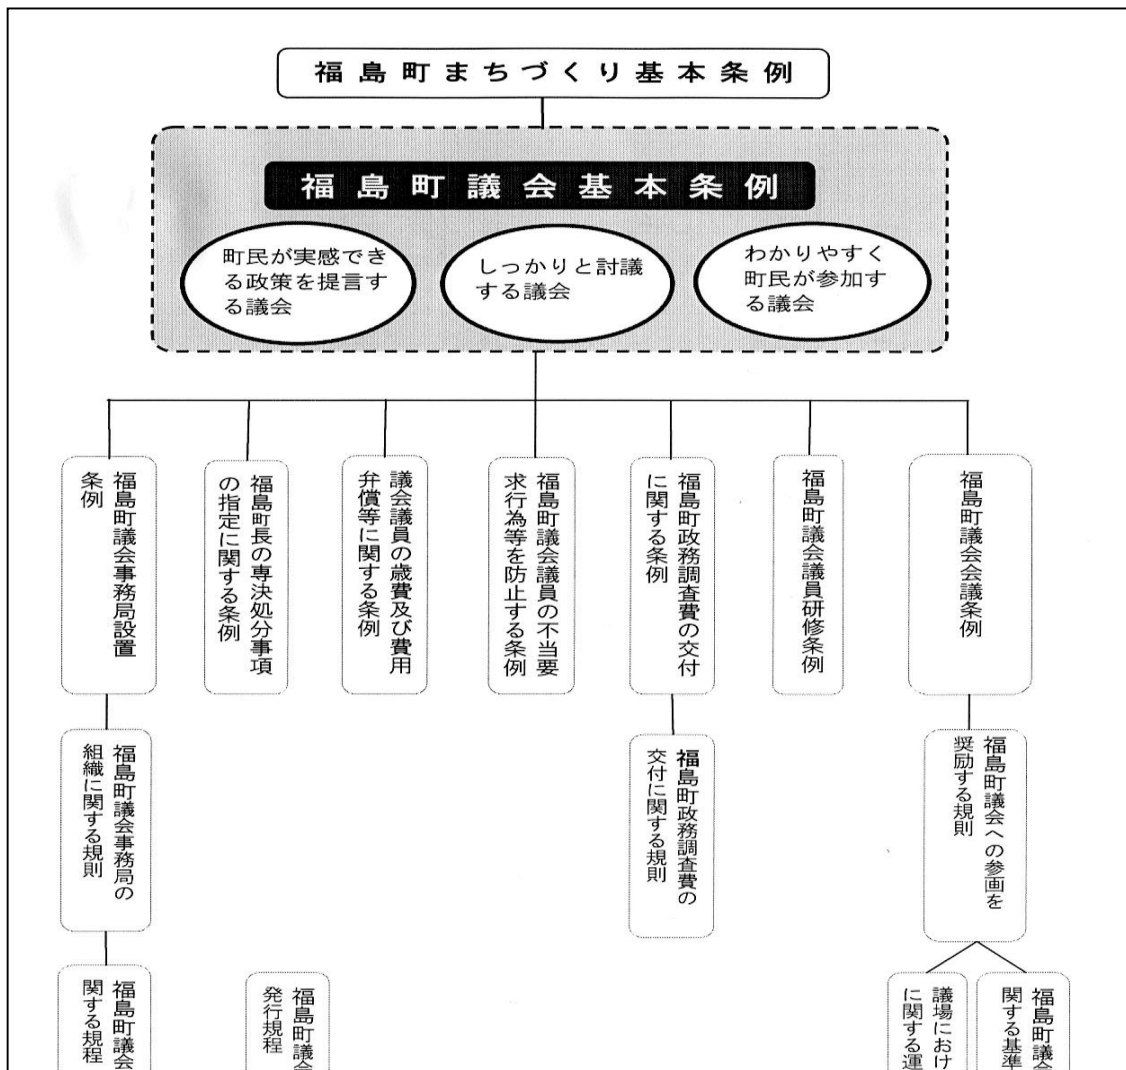 福島町まちづくり基本条例
福島町議会基本条例
町民が実感でき
る政策を提言す
る議会
しっかりと討議
する議会
わかりやすく
町民が参加す
る議会
福島町議会事務局設置
条例
福島町長の専決処分事項
の指定に関する条例
議会議員の歳費及び費用
弁償等に関する条例
福島町議会議員の不当要
求行為等を防止する条例
福島町政務調査費の交付
に関する条例
福島町議会議員研修条例
福島町議会会議条例
福島町議会事務局の
組織に関する規則
福島町政務調査費の
交付に関する規則
福島町議会への参画を
奨励する規則
福島町議会
関する規程
福島町議会
発行規程
議場におけ
に関する運
福島町議会
関する基準